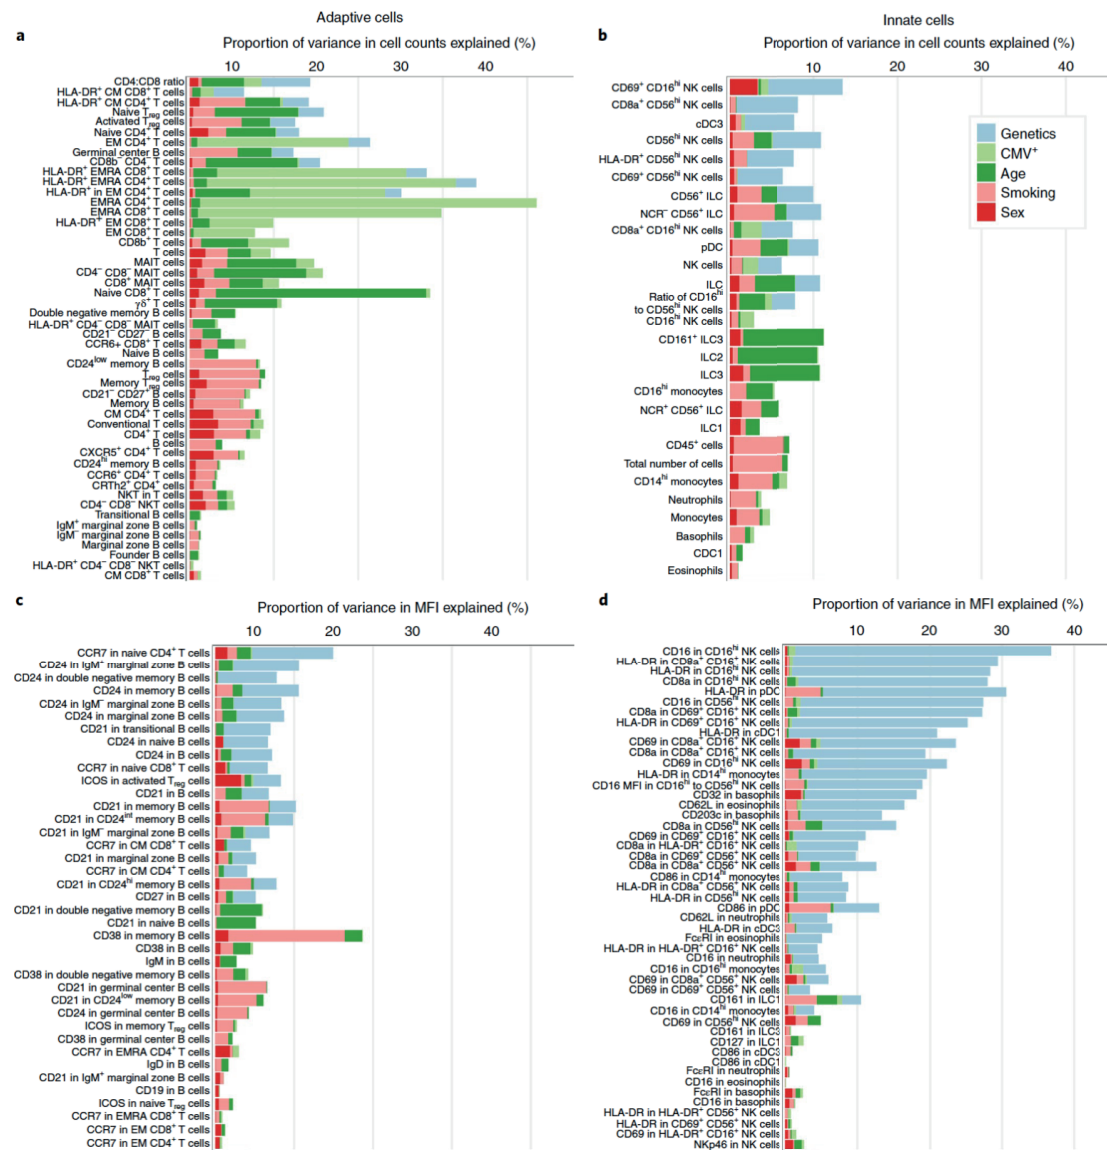 Adaptive cells
Innate cells
a
Proportion of variance in cell counts explained (%)
10 20 30 40
CD4:CD8 ratio
HLA-DR⁺ CM CD8⁺ T cells
HLA-DR⁺ CM CD4⁺ T cells
Naive T_reg cells
Activated T_reg cells
Naive CD4⁺ T cells
EM CD4⁺ T cells
Germinal center B cells
CD8b⁻ CD4⁻ T cells
HLA-DR⁺ EMRA CD8⁺ T cells
HLA-DR⁺ EMRA CD4⁺ T cells
HLA-DR⁺ in EM CD4⁺ T cells
EMRA CD4⁺ T cells
EMRA CD8⁺ T cells
HLA-DR⁺ EM CD8⁺ T cells
EM CD8⁺ T cells
CD8b⁺ T cells
T cells
MAIT cells
CD4⁻ CD8⁻ MAIT cells
CD8⁺ MAIT cells
Naive CD8⁺ T cells
γδ⁺ T cells
Double negative memory B cells
HLA-DR⁺ CD4⁻ CD8⁻ MAIT cells
CD21⁻ CD27⁻ B cells
CCR6+ CD8⁺ T cells
Naive B cells
CD24ˡᵒʷ memory B cells
T_reg cells
Memory T_reg cells
CD21⁻ CD27⁺ B cells
Memory B cells
CM CD4⁺ T cells
Conventional T cells
CD4⁺ T cells
B cells
CXCR5⁺ CD4⁺ T cells
CD24ʰⁱ memory B cells
CCR6⁺ CD4⁺ T cells
CRTh2⁺ CD4⁺ cells
NKT in T cells
CD4⁻ CD8⁻ NKT cells
Transitional B cells
IgM⁺ marginal zone B cells
IgM⁻ marginal zone B cells
Marginal zone B cells
Founder B cells
HLA-DR⁺ CD4⁻ CD8⁻ NKT cells
CM CD8⁺ T cells
b
Proportion of variance in cell counts explained (%)
10 20 30 40
CD69⁺ CD16ʰⁱ NK cells
CD8a⁺ CD56ʰⁱ NK cells
cDC3
CD56ʰⁱ NK cells
HLA-DR⁺ CD56ʰⁱ NK cells
CD69⁺ CD56ʰⁱ NK cells
CD56⁺ ILC
NCR⁻ CD56⁺ ILC
CD8a⁺ CD16ʰⁱ NK cells
pDC
NK cells
ILC
Ratio of CD16ʰⁱ
to CD56ʰⁱ NK cells
CD16ʰⁱ NK cells
CD161⁺ ILC3
ILC2
ILC3
CD16ʰⁱ monocytes
NCR⁺ CD56⁺ ILC
ILC1
CD45⁺ cells
Total number of cells
CD14ʰⁱ monocytes
Neutrophils
Monocytes
Basophils
CDC1
Eosinophils
Genetics
CMV⁺
Age
Smoking
Sex
c
Proportion of variance in MFI explained (%)
10 20 30 40
CCR7 in naive CD4⁺ T cells
CD24 in IgM⁺ marginal zone B cells
CD24 in double negative memory B cells
CD24 in memory B cells
CD24 in IgM⁻ marginal zone B cells
CD24 in marginal zone B cells
CD21 in transitional B cells
CD24 in naive B cells
CD24 in B cells
CCR7 in naive CD8⁺ T cells
ICOS in activated T_reg cells
CD21 in B cells
CD21 in memory B cells
CD21 in CD24ⁱⁿᵗ memory B cells
CD21 in IgM⁻ marginal zone B cells
CCR7 in CM CD8⁺ T cells
CD21 in marginal zone B cells
CCR7 in CM CD4⁺ T cells
CD21 in CD24ʰⁱ memory B cells
CD27 in B cells
CD21 in double negative memory B cells
CD21 in naive B cells
CD38 in memory B cells
CD38 in B cells
IgM in B cells
CD38 in double negative memory B cells
CD21 in germinal center B cells
CD21 in CD24ˡᵒʷ memory B cells
CD24 in germinal center B cells
ICOS in memory T_reg cells
CD38 in germinal center B cells
CCR7 in EMRA CD4⁺ T cells
IgD in B cells
CD21 in IgM⁺ marginal zone B cells
CD19 in B cells
ICOS in naive T_reg cells
CCR7 in EMRA CD8⁺ T cells
CCR7 in EM CD8⁺ T cells
CCR7 in EM CD4⁺ T cells
d
Proportion of variance in MFI explained (%)
10 20 30 40
CD16 in CD16ʰⁱ NK cells
HLA-DR in CD8a⁺ CD16⁺ NK cells
HLA-DR in CD16ʰⁱ NK cells
CD8a in CD16ʰⁱ NK cells
HLA-DR in pDC
CD16 in CD56ʰⁱ NK cells
CD8a in CD69⁺ CD16⁺ NK cells
HLA-DR in CD69⁺ CD16⁺ NK cells
HLA-DR in cDC1
CD69 in CD8a⁺ CD16⁺ NK cells
CD8a in CD8a⁺ CD16⁺ NK cells
CD69 in CD16ʰⁱ NK cells
HLA-DR in CD14ʰⁱ monocytes
CD16 MFI in CD16ʰⁱ to CD56ʰⁱ NK cells
CD32 in basophils
CD62L in eosinophils
CD203c in basophils
CD8a in CD56ʰⁱ NK cells
CD69 in CD69⁺ CD16⁺ NK cells
CD8a in HLA-DR⁺ CD16⁺ NK cells
CD8a in CD69⁺ CD56⁺ NK cells
CD8a in CD8a⁺ CD56⁺ NK cells
CD86 in CD14ʰⁱ monocytes
HLA-DR in CD8a⁺ CD56⁺ NK cells
HLA-DR in CD56ʰⁱ NK cells
CD86 in pDC
CD62L in neutrophils
HLA-DR in cDC3
FcεRI in eosinophils
HLA-DR in HLA-DR⁺ CD16⁺ NK cells
CD16 in neutrophils
CD16 in CD16ʰⁱ monocytes
CD69 in CD8a⁺ CD56⁺ NK cells
CD69 in CD69⁺ CD56⁺ NK cells
CD161 in ILC1
CD16 in CD14ʰⁱ monocytes
CD69 in CD56ʰⁱ NK cells
CD161 in ILC3
CD127 in ILC1
CD86 in cDC3
CD86 in cDC1
FcεRI in neutrophils
CD16 in eosinophils
FcεRI in basophils
CD16 in basophils
HLA-DR in HLA-DR⁺ CD56⁺ NK cells
HLA-DR in CD69⁺ CD56⁺ NK cells
CD69 in HLA-DR⁺ CD16⁺ NK cells
NKp46 in NK cells